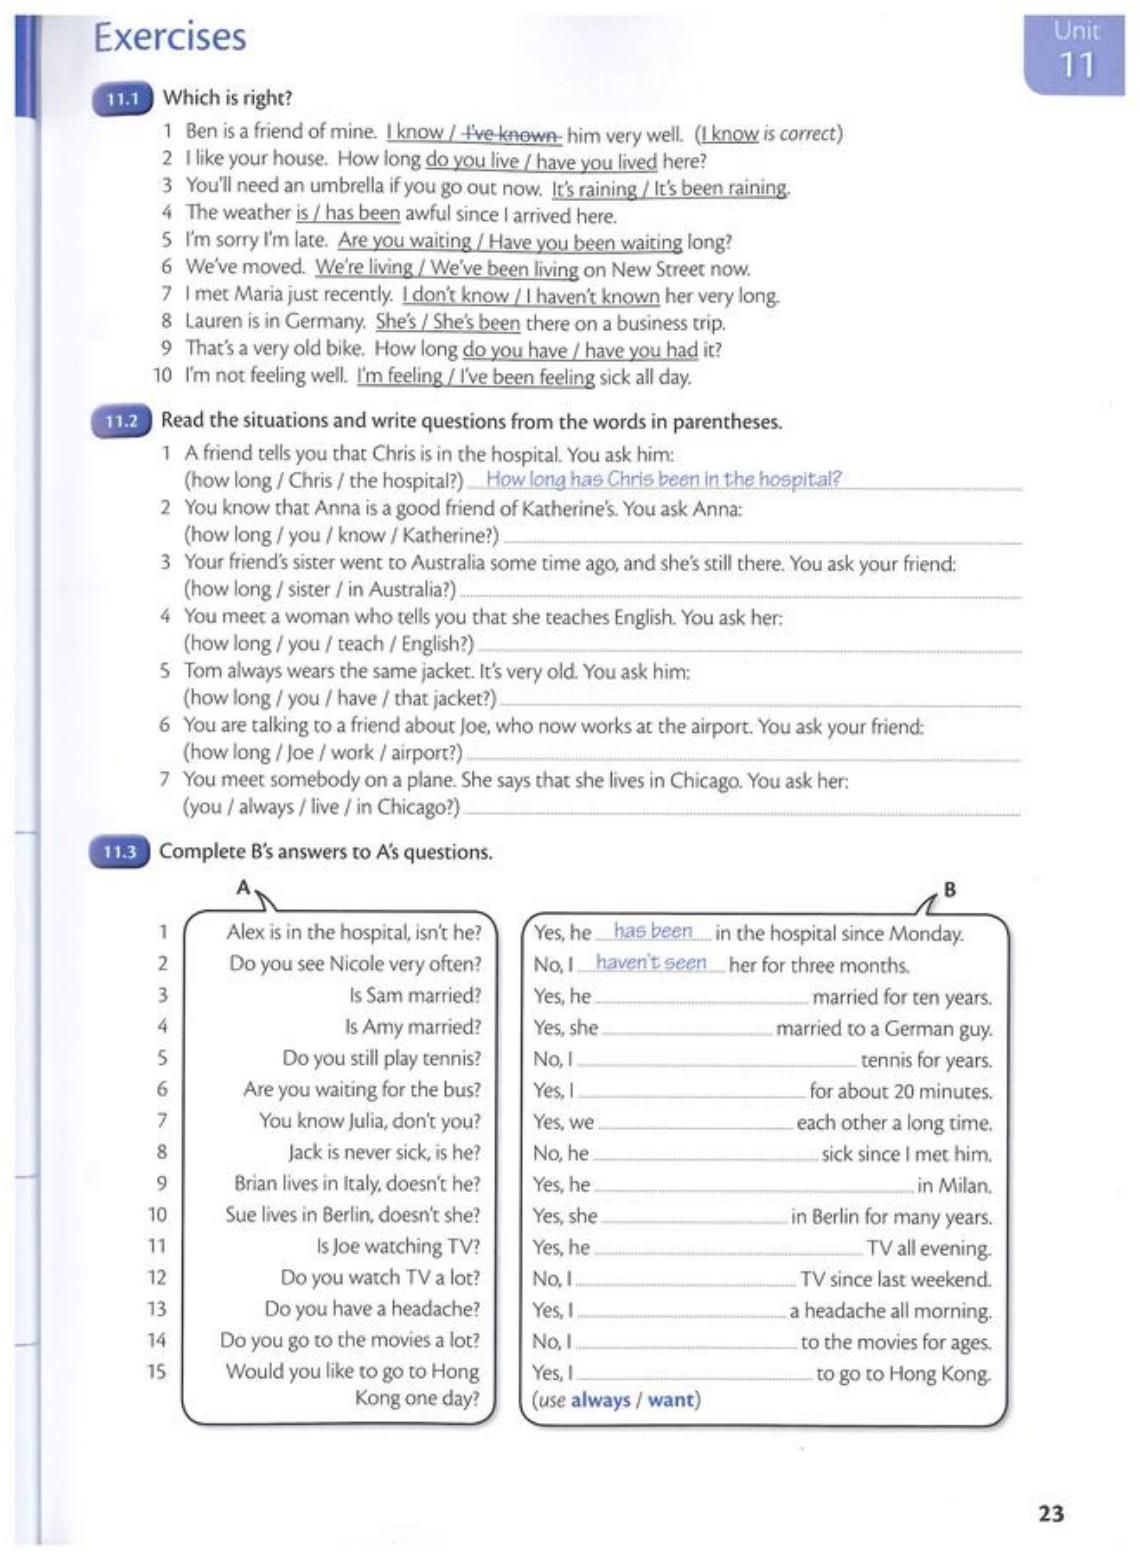 Exercises
Unit
11
11.1 Which is right?
1 Ben is a friend of mine. I know / I've known him very well. (I know is correct)
2 I like your house. How long do you live / have you lived here?
3 You'll need an umbrella if you go out now. It's raining / It's been raining.
4 The weather is / has been awful since I arrived here.
5 I'm sorry I'm late. Are you waiting / Have you been waiting long?
6 We've moved. We're living / We've been living on New Street now.
7 I met Maria just recently. I don't know / I haven't known her very long.
8 Lauren is in Germany. She's / She's been there on a business trip.
9 That's a very old bike. How long do you have / have you had it?
10 I'm not feeling well. I'm feeling / I've been feeling sick all day.
11.2 Read the situations and write questions from the words in parentheses.
1 A friend tells you that Chris is in the hospital. You ask him:
(how long / Chris / the hospital?) How long has Chris been in the hospital?
2 You know that Anna is a good friend of Katherine's. You ask Anna:
(how long / you / know / Katherine?)
3 Your friend's sister went to Australia some time ago, and she's still there. You ask your friend:
(how long / sister / in Australia?)
4 You meet a woman who tells you that she teaches English. You ask her:
(how long / you / teach / English?)
5 Tom always wears the same jacket. It's very old. You ask him:
(how long / you / have / that jacket?)
6 You are talking to a friend about Joe, who now works at the airport. You ask your friend:
(how long / Joe / work / airport?)
7 You meet somebody on a plane. She says that she lives in Chicago. You ask her:
(you / always / live / in Chicago?)
11.3 Complete B's answers to A's questions.
A B
1 Alex is in the hospital, isn't he? Yes, he has been in the hospital since Monday.
2 Do you see Nicole very often? No, I haven't seen her for three months.
3 Is Sam married? Yes, he married for ten years.
4 Is Amy married? Yes, she married to a German guy.
5 Do you still play tennis? No, I tennis for years.
6 Are you waiting for the bus? Yes, I for about 20 minutes.
7 You know Julia, don't you? Yes, we each other a long time.
8 Jack is never sick, is he? No, he sick since I met him.
9 Brian lives in Italy, doesn't he? Yes, he in Milan.
10 Sue lives in Berlin, doesn't she? Yes, she in Berlin for many years.
11 Is Joe watching TV? Yes, he TV all evening.
12 Do you watch TV a lot? No, I TV since last weekend.
13 Do you have a headache? Yes, I a headache all morning.
14 Do you go to the movies a lot? No, I to the movies for ages.
15 Would you like to go to Hong Yes, I to go to Hong Kong.
Kong one day? (use always / want)
23